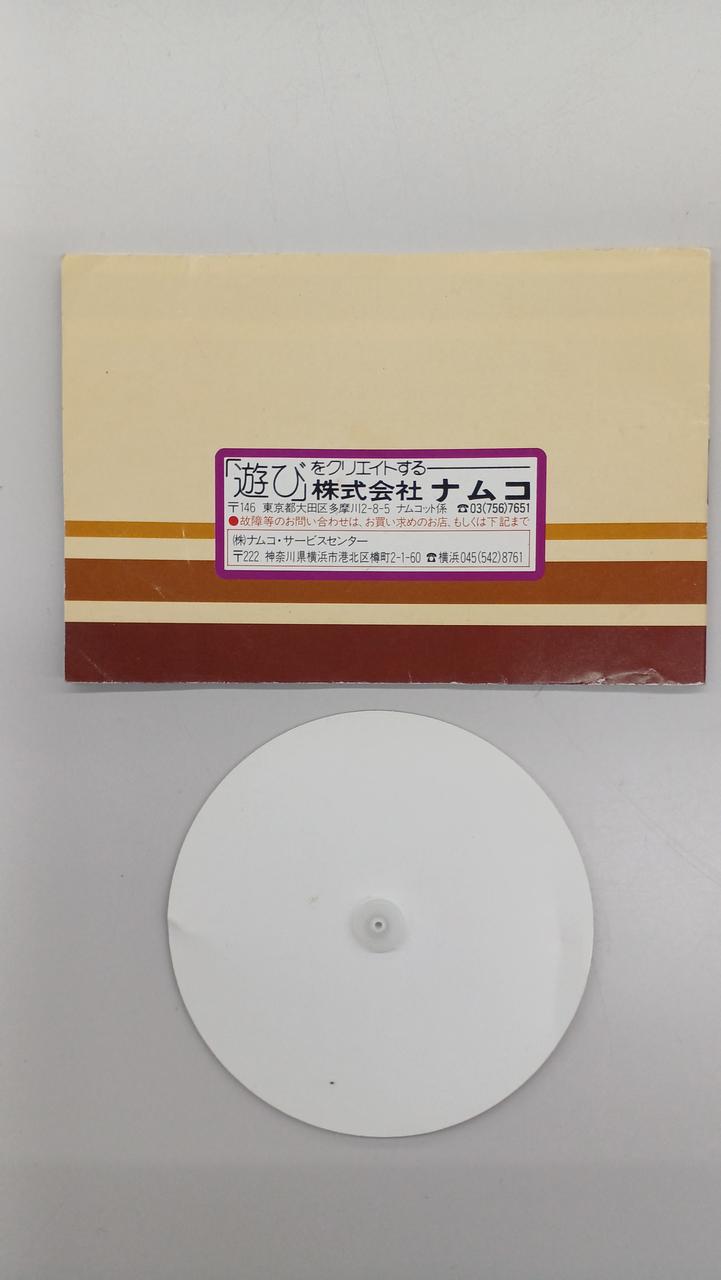 「遊び」をクリエイトする
株式会社ナムコ
〒146 東京都大田区多摩川2-8-5 ナムコット係 ☎03(756)7651
●故障等のお問い合わせは、お買い求めのお店、もしくは下記まで
㈱ナムコ・サービスセンター
〒222 神奈川県横浜市港北区樽町2-1-60 ☎横浜045(542)8761